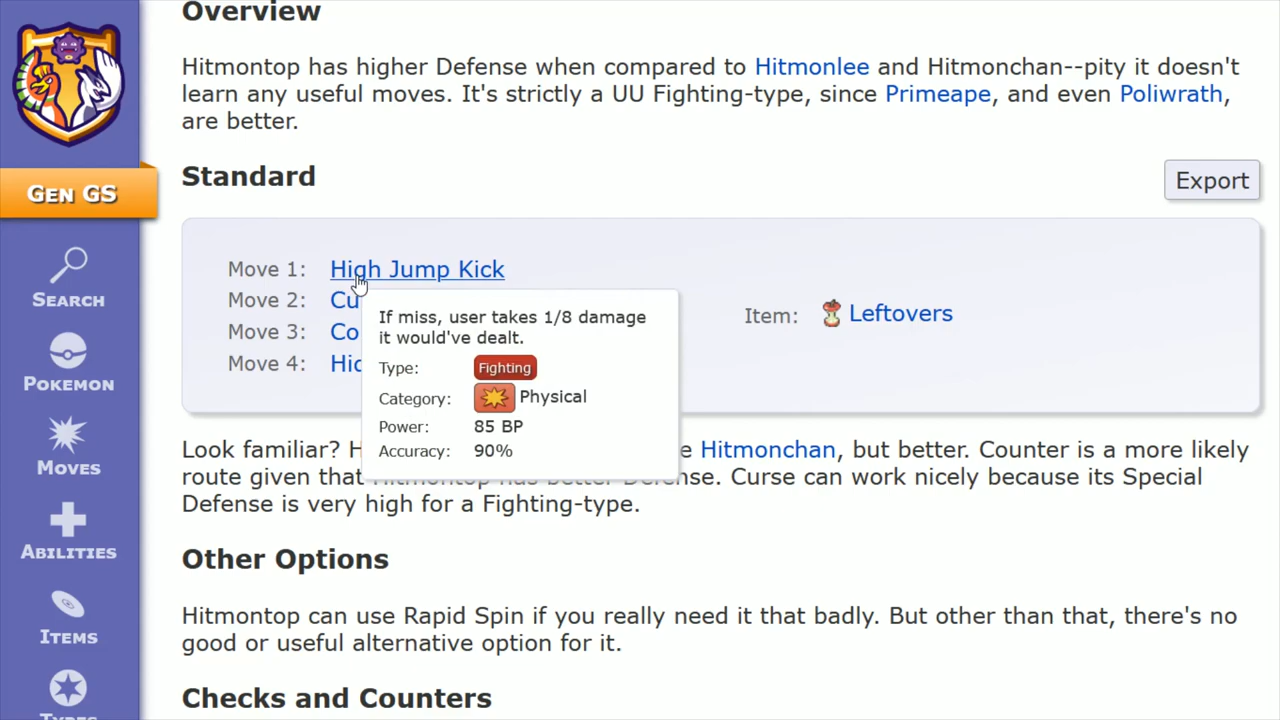 Overview
Hitmontop has higher Defense when compared to Hitmonlee and Hitmonchan--pity it doesn't
learn any useful moves. It's strictly a UU Fighting-type, since Primeape, and even Poliwrath,
are better.
Standard
Export
Move 1: High Jump Kick
Move 2: Cu
Move 3: Co
Move 4: Hid
Item: Leftovers
If miss, user takes 1/8 damage
it would've dealt.
Type: Fighting
Category: Physical
Power: 85 BP
Accuracy: 90%
Look familiar? H e Hitmonchan, but better. Counter is a more likely
route given that Hitmontop has better Defense. Curse can work nicely because its Special
Defense is very high for a Fighting-type.
Other Options
Hitmontop can use Rapid Spin if you really need it that badly. But other than that, there's no
good or useful alternative option for it.
Checks and Counters
Gen GS
Search
Pokemon
Moves
Abilities
Items
Types